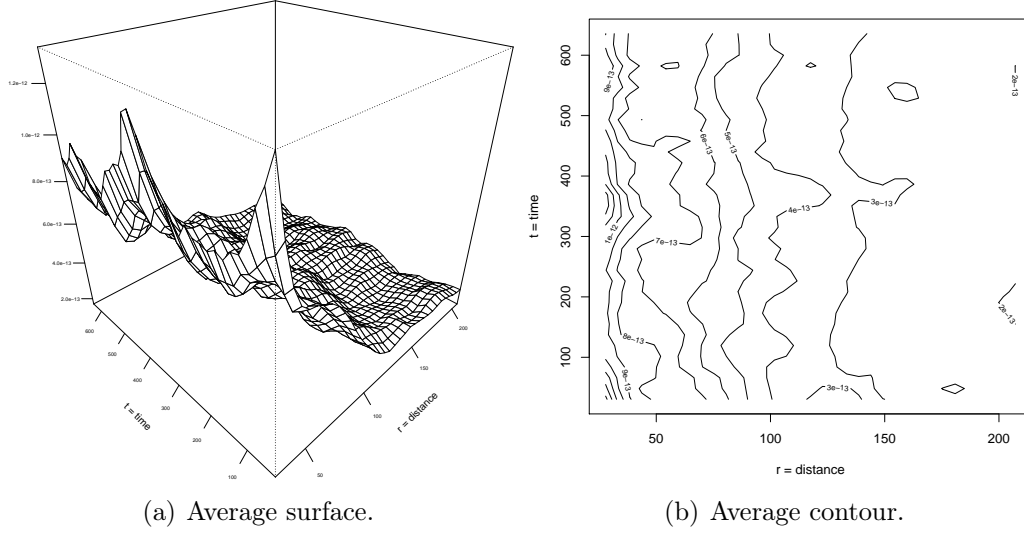 1.2e−12
1.0e−12
8.0e−13
6.0e−13
4.0e−13
2.0e−13
600
500
400
300
200
100
t = time
50
100
150
200
r = distance
(a) Average surface.
600
500
400
300
200
100
t = time
9e−13
1e−12
8e−13
9e−13
7e−13
6e−13
5e−13
4e−13
3e−13
3e−13
2e−13
2e−13
50
100
150
200
r = distance
(b) Average contour.